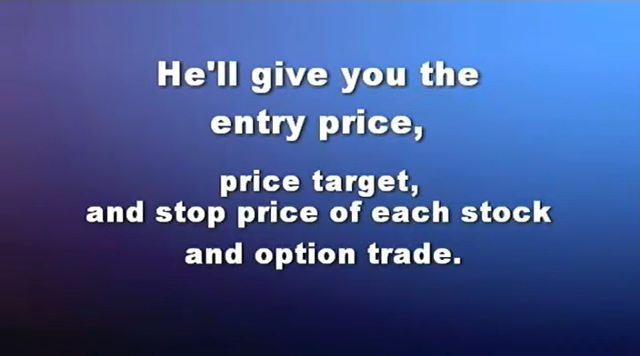 He'll give you the
entry price,
price target,
and stop price of each stock
and option trade.